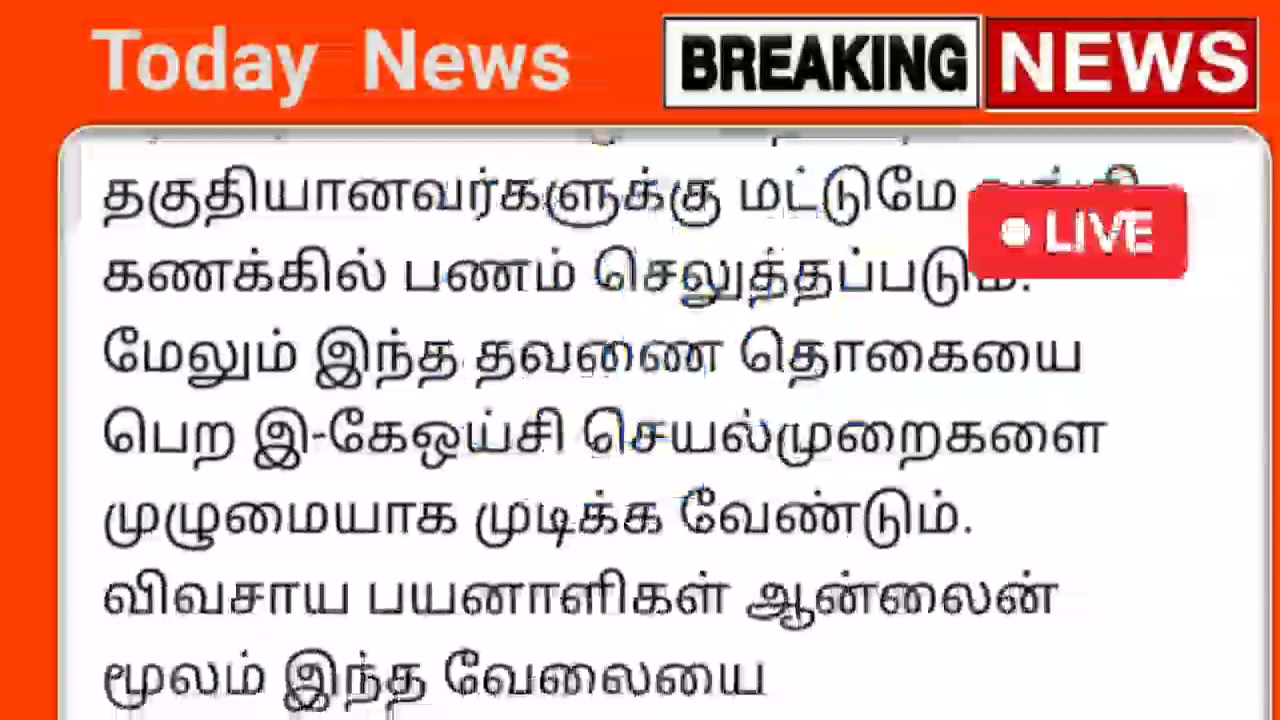 Today News BREAKING NEWS
தகுதியானவர்களுக்கு மட்டுமே
LIVE
கணக்கில் பணம் செலுத்தப்படும்.
மேலும் இந்த தவணை தொகையை
பெற இ-கேஒய்சி செயல்முறைகளை
முழுமையாக முடிக்க வேண்டும்.
விவசாய பயனாளிகள் ஆன்லைன்
மூலம் இந்த வேலையை